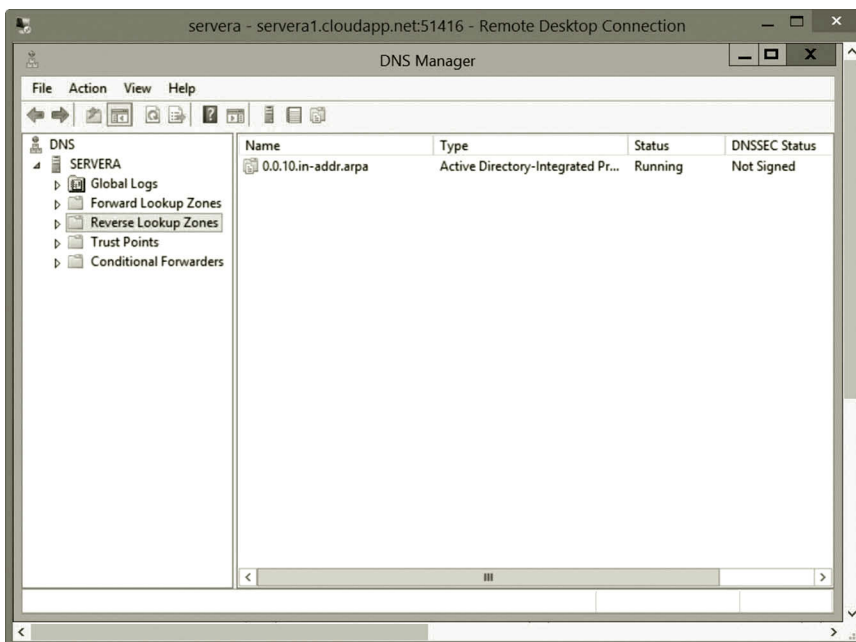 servera - servera1.cloudapp.net:51416 - Remote Desktop Connection
DNS Manager
File Action View Help
DNS
SERVERA
Global Logs
Forward Lookup Zones
Reverse Lookup Zones
Trust Points
Conditional Forwarders
Name Type Status DNSSEC Status
0.0.10.in-addr.arpa Active Directory-Integrated Pr... Running Not Signed